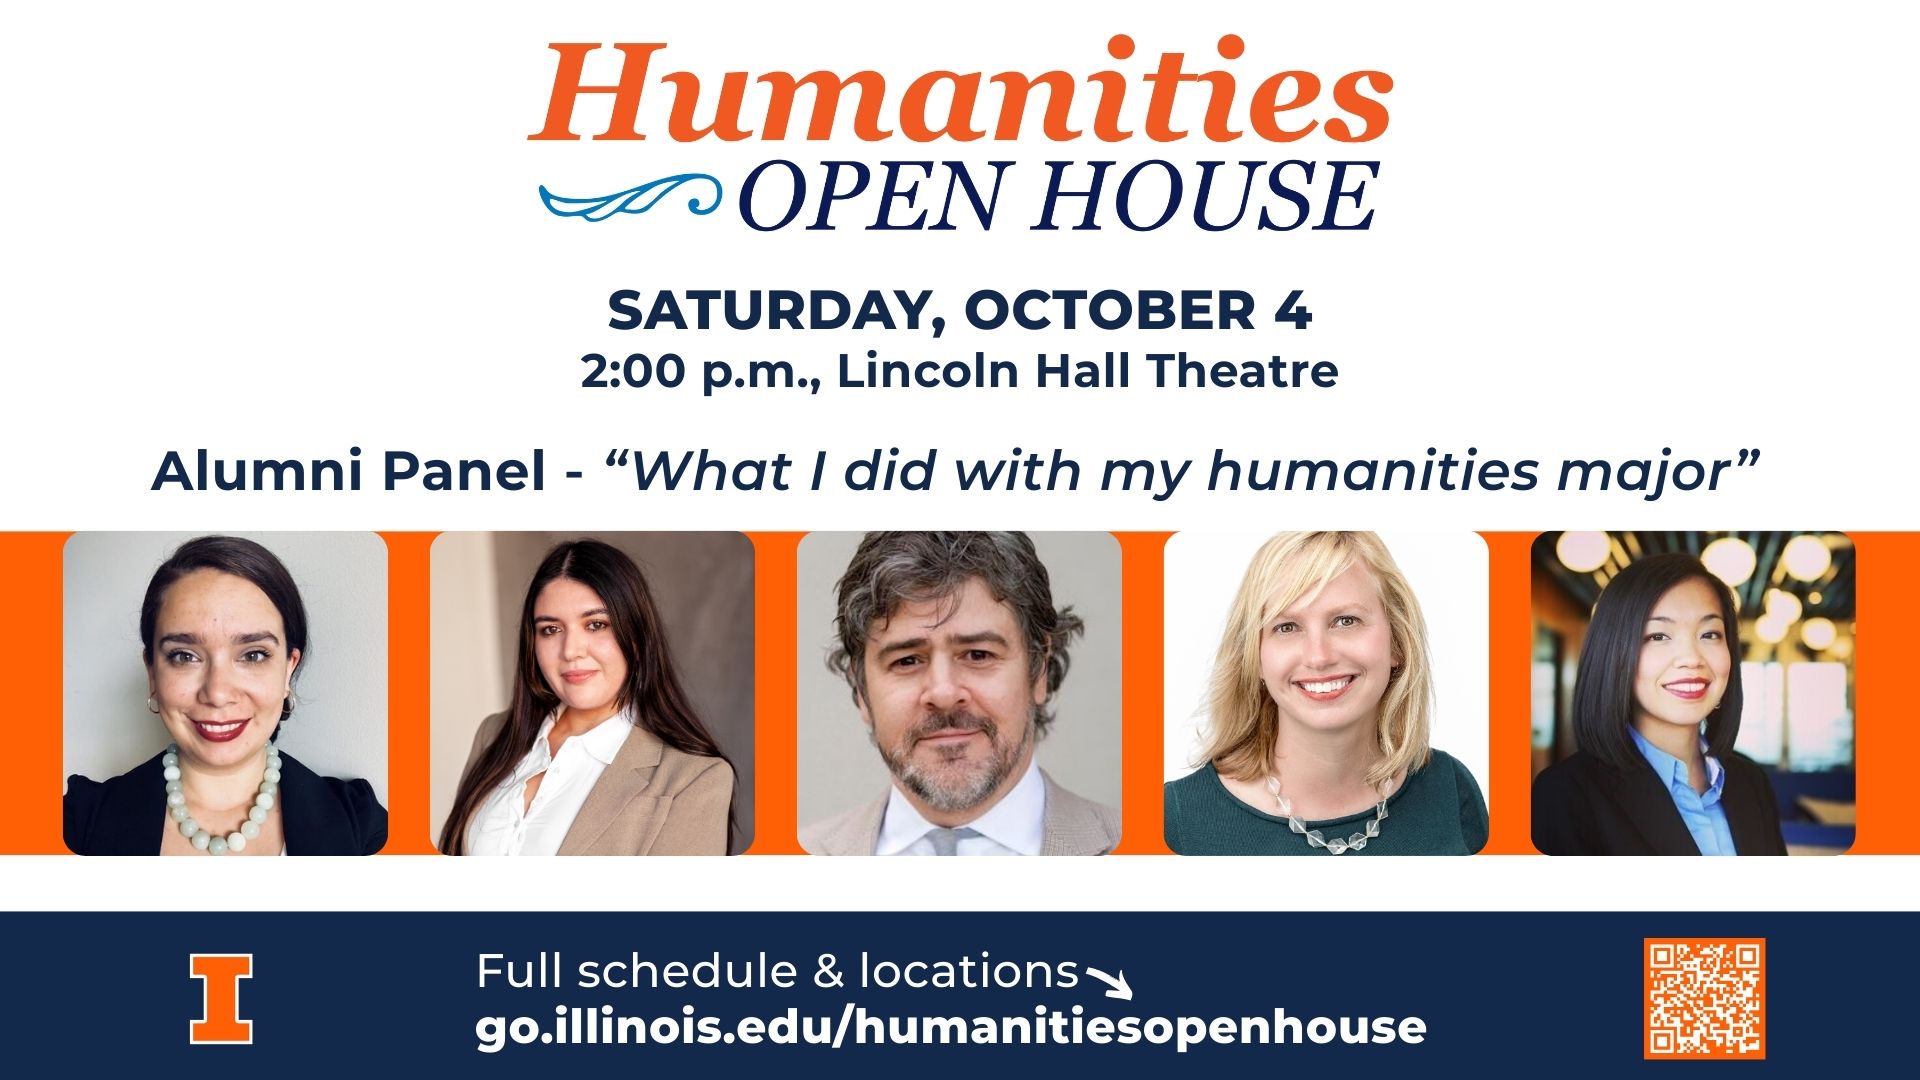 Humanities
OPEN HOUSE
SATURDAY, OCTOBER 4
2:00 p.m., Lincoln Hall Theatre
Alumni Panel - “What I did with my humanities major”
I
Full schedule & locations
go.illinois.edu/humanitiesopenhouse